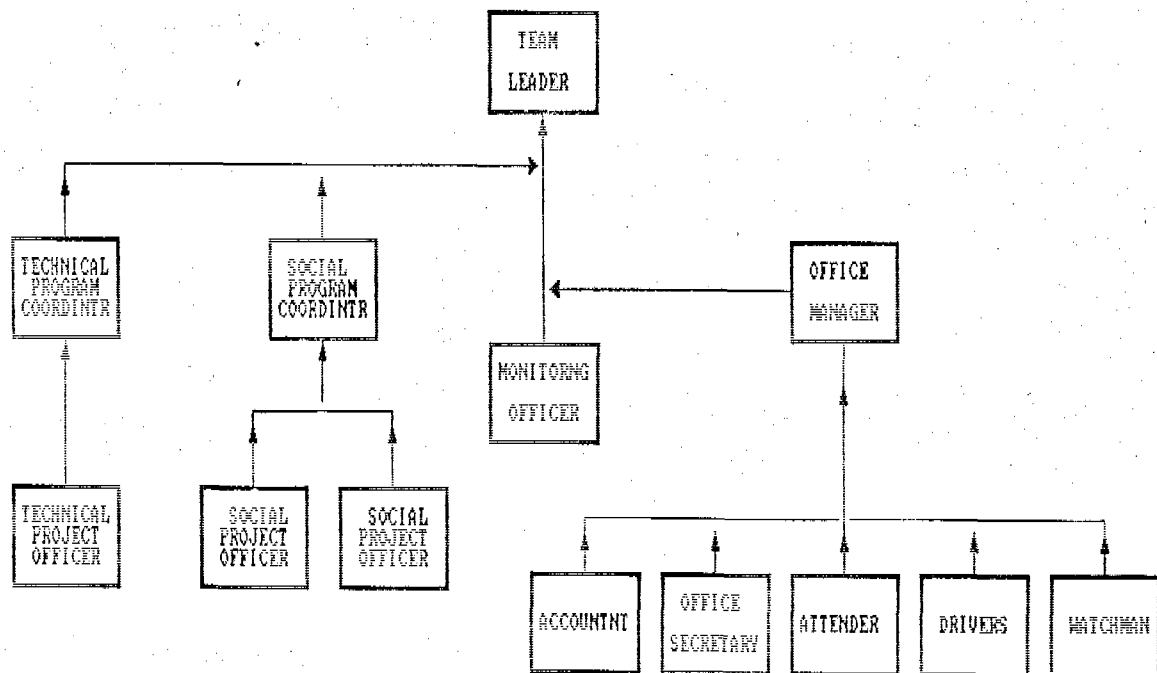 TEAM
LEADER
TECHNICAL
PROGRAM
COORDINTR
SOCIAL
PROGRAM
COORDINTR
OFFICE
MANAGER
MONITORNG
OFFICER
TECHNICAL
PROJECT
OFFICER
SOCIAL
PROJECT
OFFICER
SOCIAL
PROJECT
OFFICER
ACCOUNTNT
OFFICE
SECRETARY
ATTENDER
DRIVERS
WATCHMAN